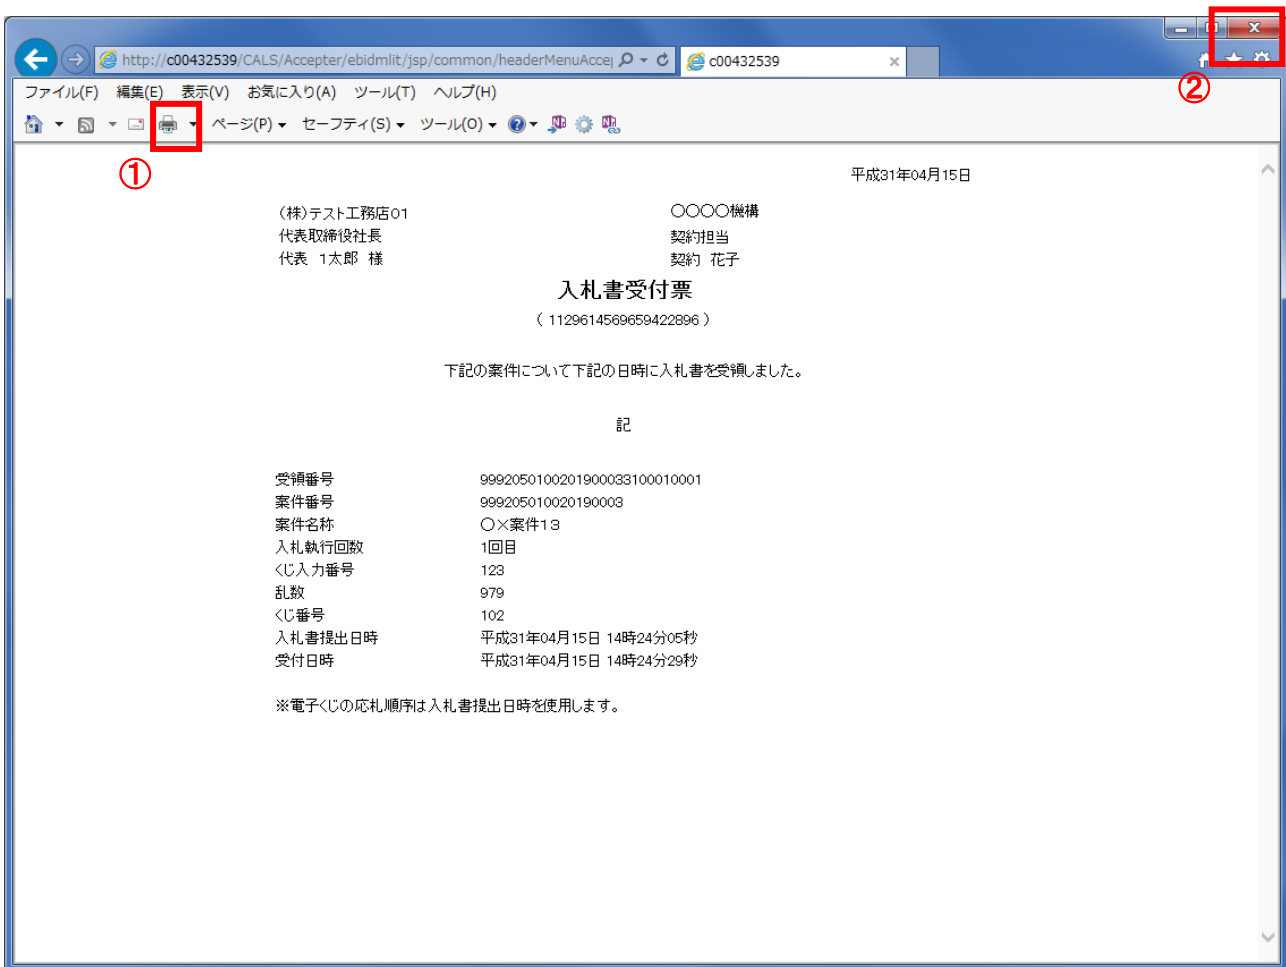 http://c00432539/CALS/Accepter/ebidmlit/jsp/common/headerMenuAccep
c00432539
ファイル(F) 編集(E) 表示(V) お気に入り(A) ツール(T) ヘルプ(H)
②
ページ(P) セーフティ(S) ツール(O)
①
平成31年04月15日
(株)テスト工務店01 〇〇〇〇機構
代表取締役社長 契約担当
代表 1太郎 様 契約 花子
入札書受付票
( 1129614569659422896 )
下記の案件について下記の日時に入札書を受領しました。
記
受領番号 9992050100201900033100010001
案件番号 999205010020190003
案件名称 〇×案件13
入札執行回数 1回目
くじ入力番号 123
乱数 979
くじ番号 102
入札書提出日時 平成31年04月15日 14時24分05秒
受付日時 平成31年04月15日 14時24分29秒
※電子くじの応札順序は入札書提出日時を使用します。